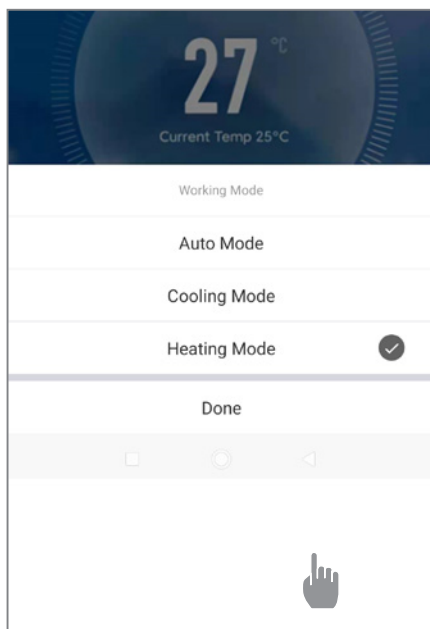 27 °C
Current Temp 25°C
Working Mode
Auto Mode
Cooling Mode
Heating Mode
Done